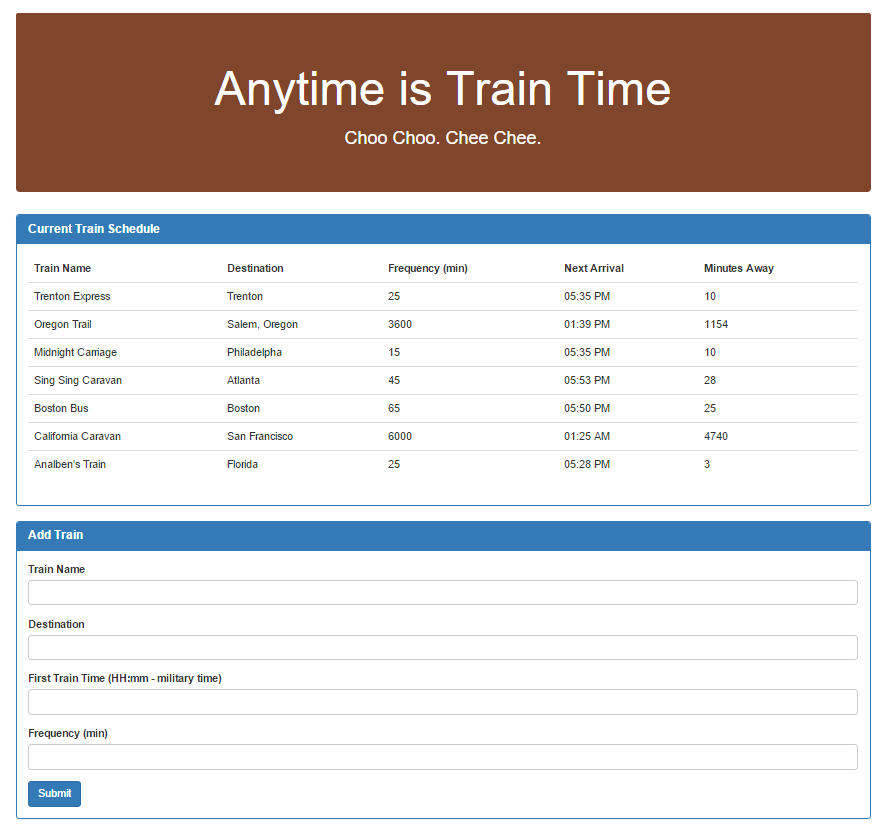 Anytime is Train Time
Choo Choo. Chee Chee.
Current Train Schedule
Train Name Destination Frequency (min) Next Arrival Minutes Away
Trenton Express Trenton 25 05:35 PM 10
Oregon Trail Salem, Oregon 3600 01:39 PM 1154
Midnight Carriage Philadelpha 15 05:35 PM 10
Sing Sing Caravan Atlanta 45 05:53 PM 28
Boston Bus Boston 65 05:50 PM 25
California Caravan San Francisco 6000 01:25 AM 4740
Analben's Train Florida 25 05:28 PM 3
Add Train
Train Name
Destination
First Train Time (HH:mm - military time)
Frequency (min)
Submit